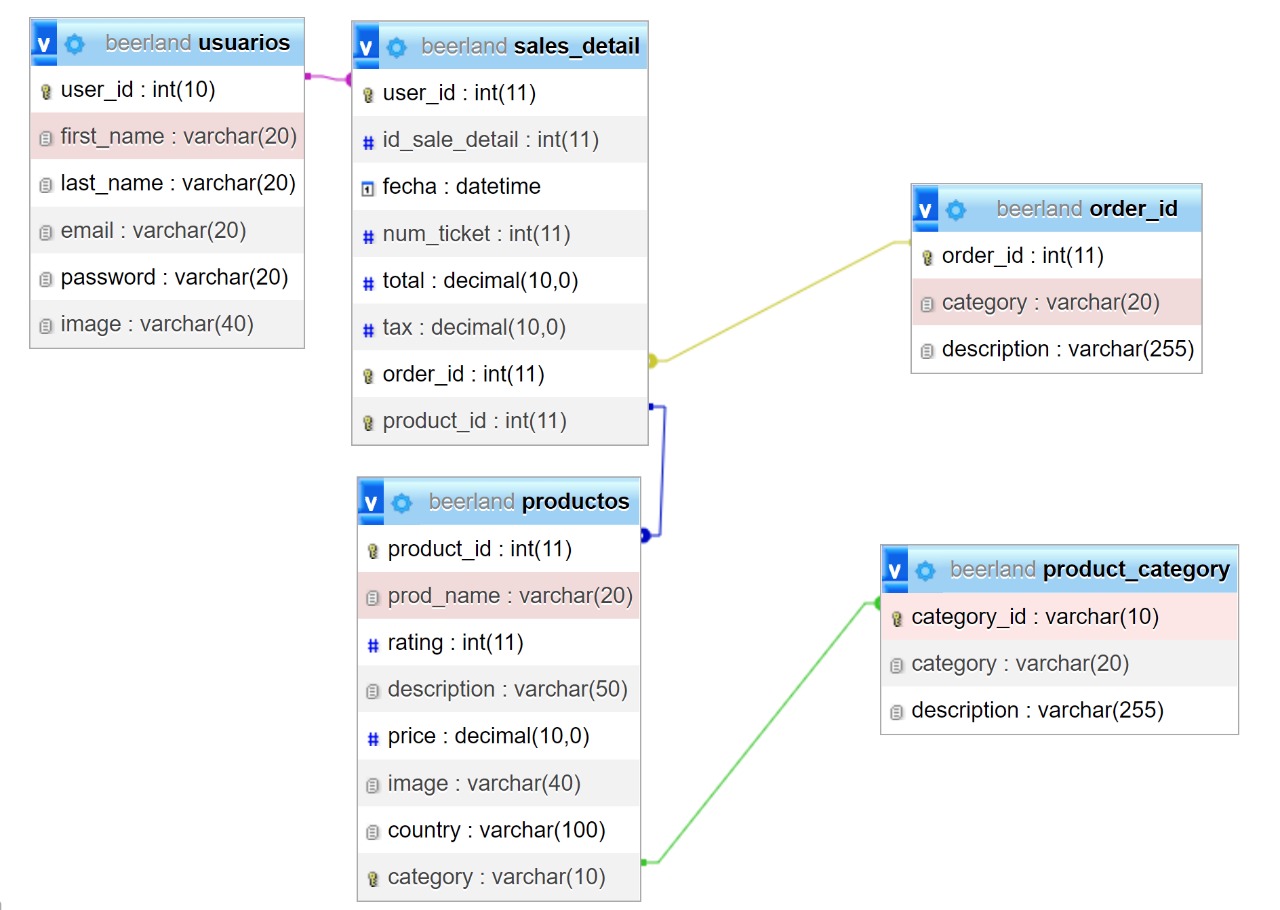 v beerland usuarios
user_id : int(10)
first_name : varchar(20)
last_name : varchar(20)
email : varchar(20)
password : varchar(20)
image : varchar(40)
v beerland sales_detail
user_id : int(11)
# id_sale_detail : int(11)
fecha : datetime
# num_ticket : int(11)
# total : decimal(10,0)
# tax : decimal(10,0)
order_id : int(11)
product_id : int(11)
v beerland order_id
order_id : int(11)
category : varchar(20)
description : varchar(255)
v beerland productos
product_id : int(11)
prod_name : varchar(20)
# rating : int(11)
description : varchar(50)
# price : decimal(10,0)
image : varchar(40)
country : varchar(100)
category : varchar(10)
v beerland product_category
category_id : varchar(10)
category : varchar(20)
description : varchar(255)